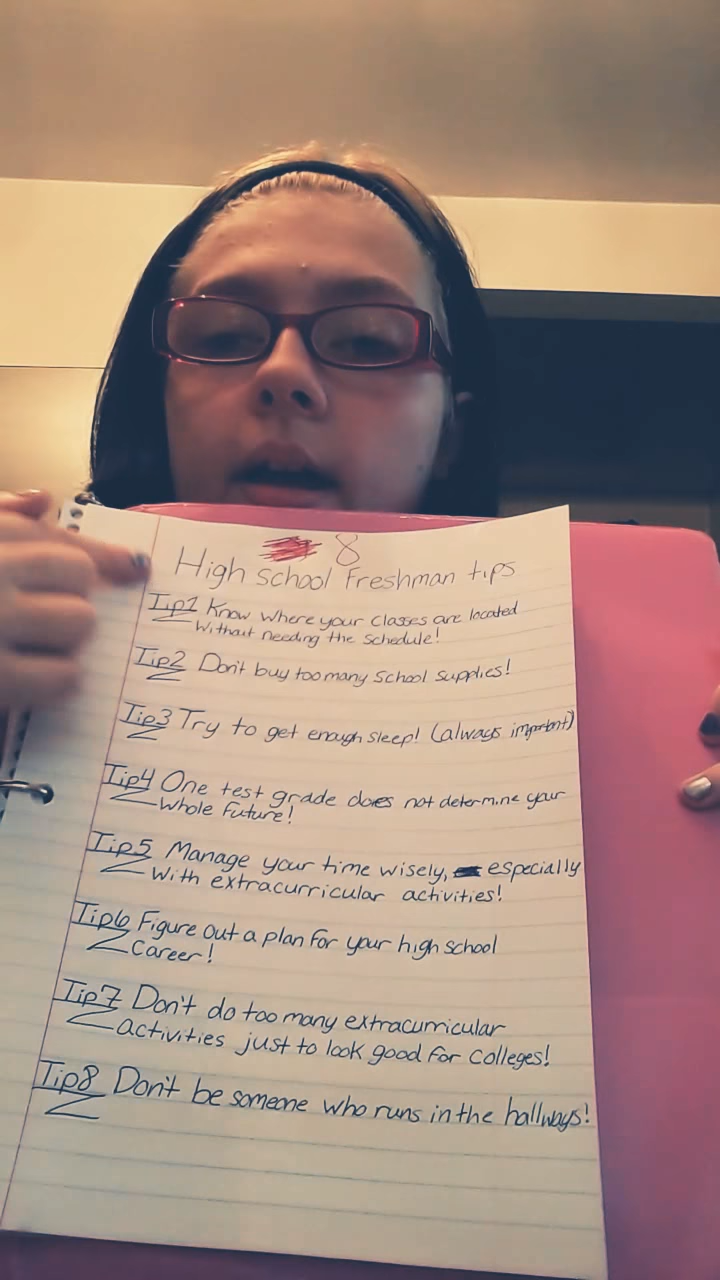 8
High School Freshman tips
Tip1 Know where your classes are located
without needing the schedule!
Tip2 Don't buy too many school supplies!
Tip3 Try to get enough sleep! (always important)
Tip4 One test grade does not determine your
whole future!
Tip5 Manage your time wisely, especially
with extracurricular activities!
Tip6 Figure out a plan for your high school
career!
Tip7 Don't do too many extracurricular
activities just to look good for colleges!
Tip8 Don't be someone who runs in the hallways!